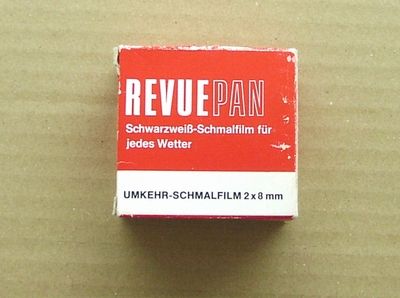 REVUEPAN
Schwarzweiß-Schmalfilm für
jedes Wetter
UMKEHR-SCHMALFILM 2x8 mm